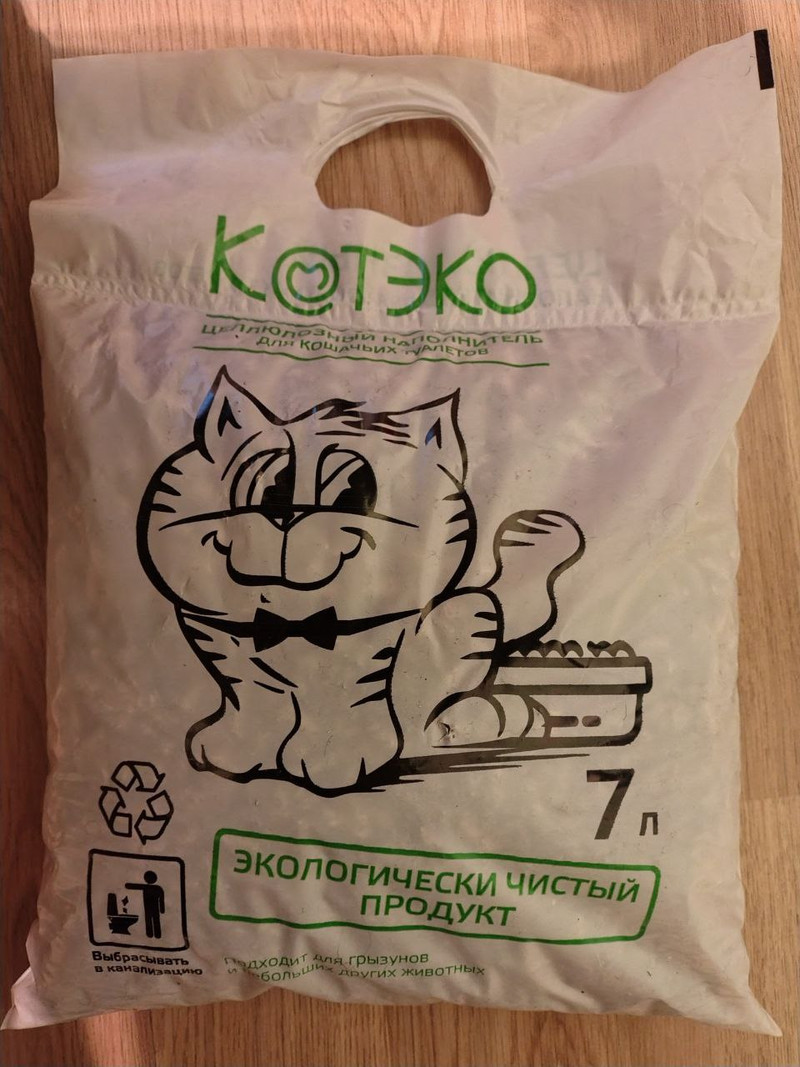 КОТЭКО
ЦЕЛЛЮЛОЗНЫЙ НАПОЛНИТЕЛЬ
ДЛЯ КОШАЧЬИХ ТУАЛЕТОВ
7 л
ЭКОЛОГИЧЕСКИ ЧИСТЫЙ
ПРОДУКТ
Выбрасывать
в канализацию
Подходит для грызунов
и небольших других животных